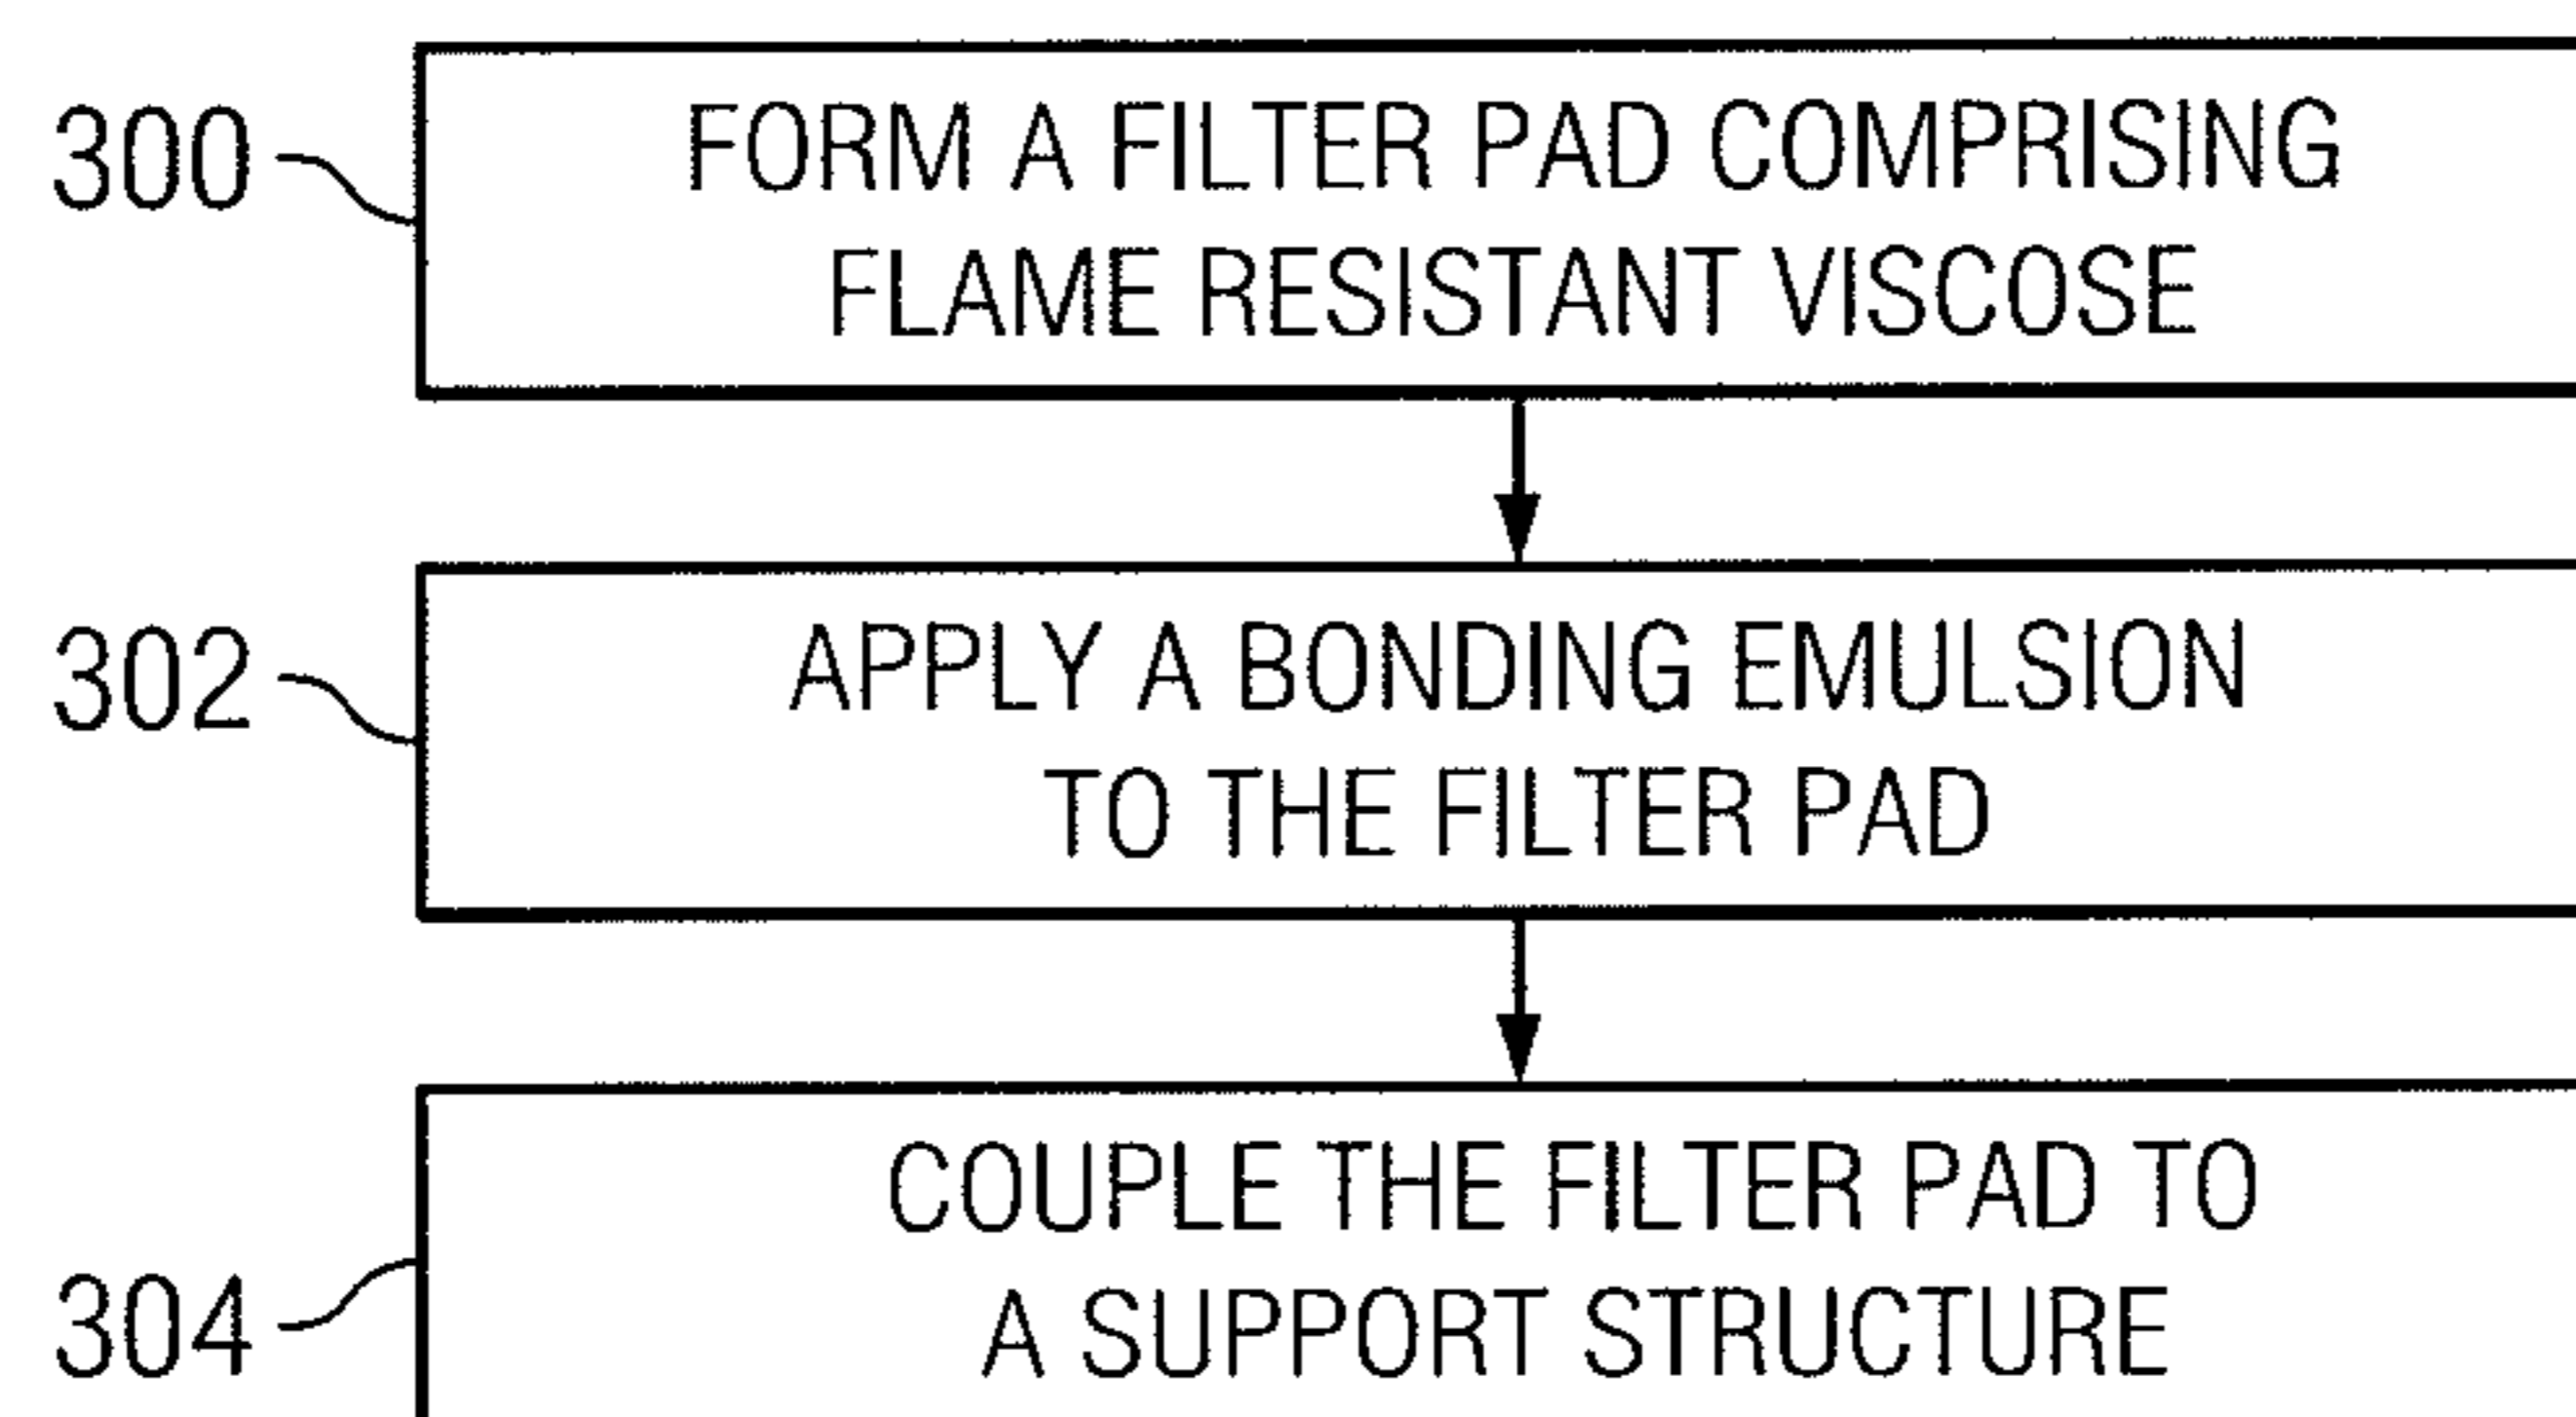 300
FORM A FILTER PAD COMPRISING
FLAME RESISTANT VISCOSE
302
APPLY A BONDING EMULSION
TO THE FILTER PAD
304
COUPLE THE FILTER PAD TO
A SUPPORT STRUCTURE